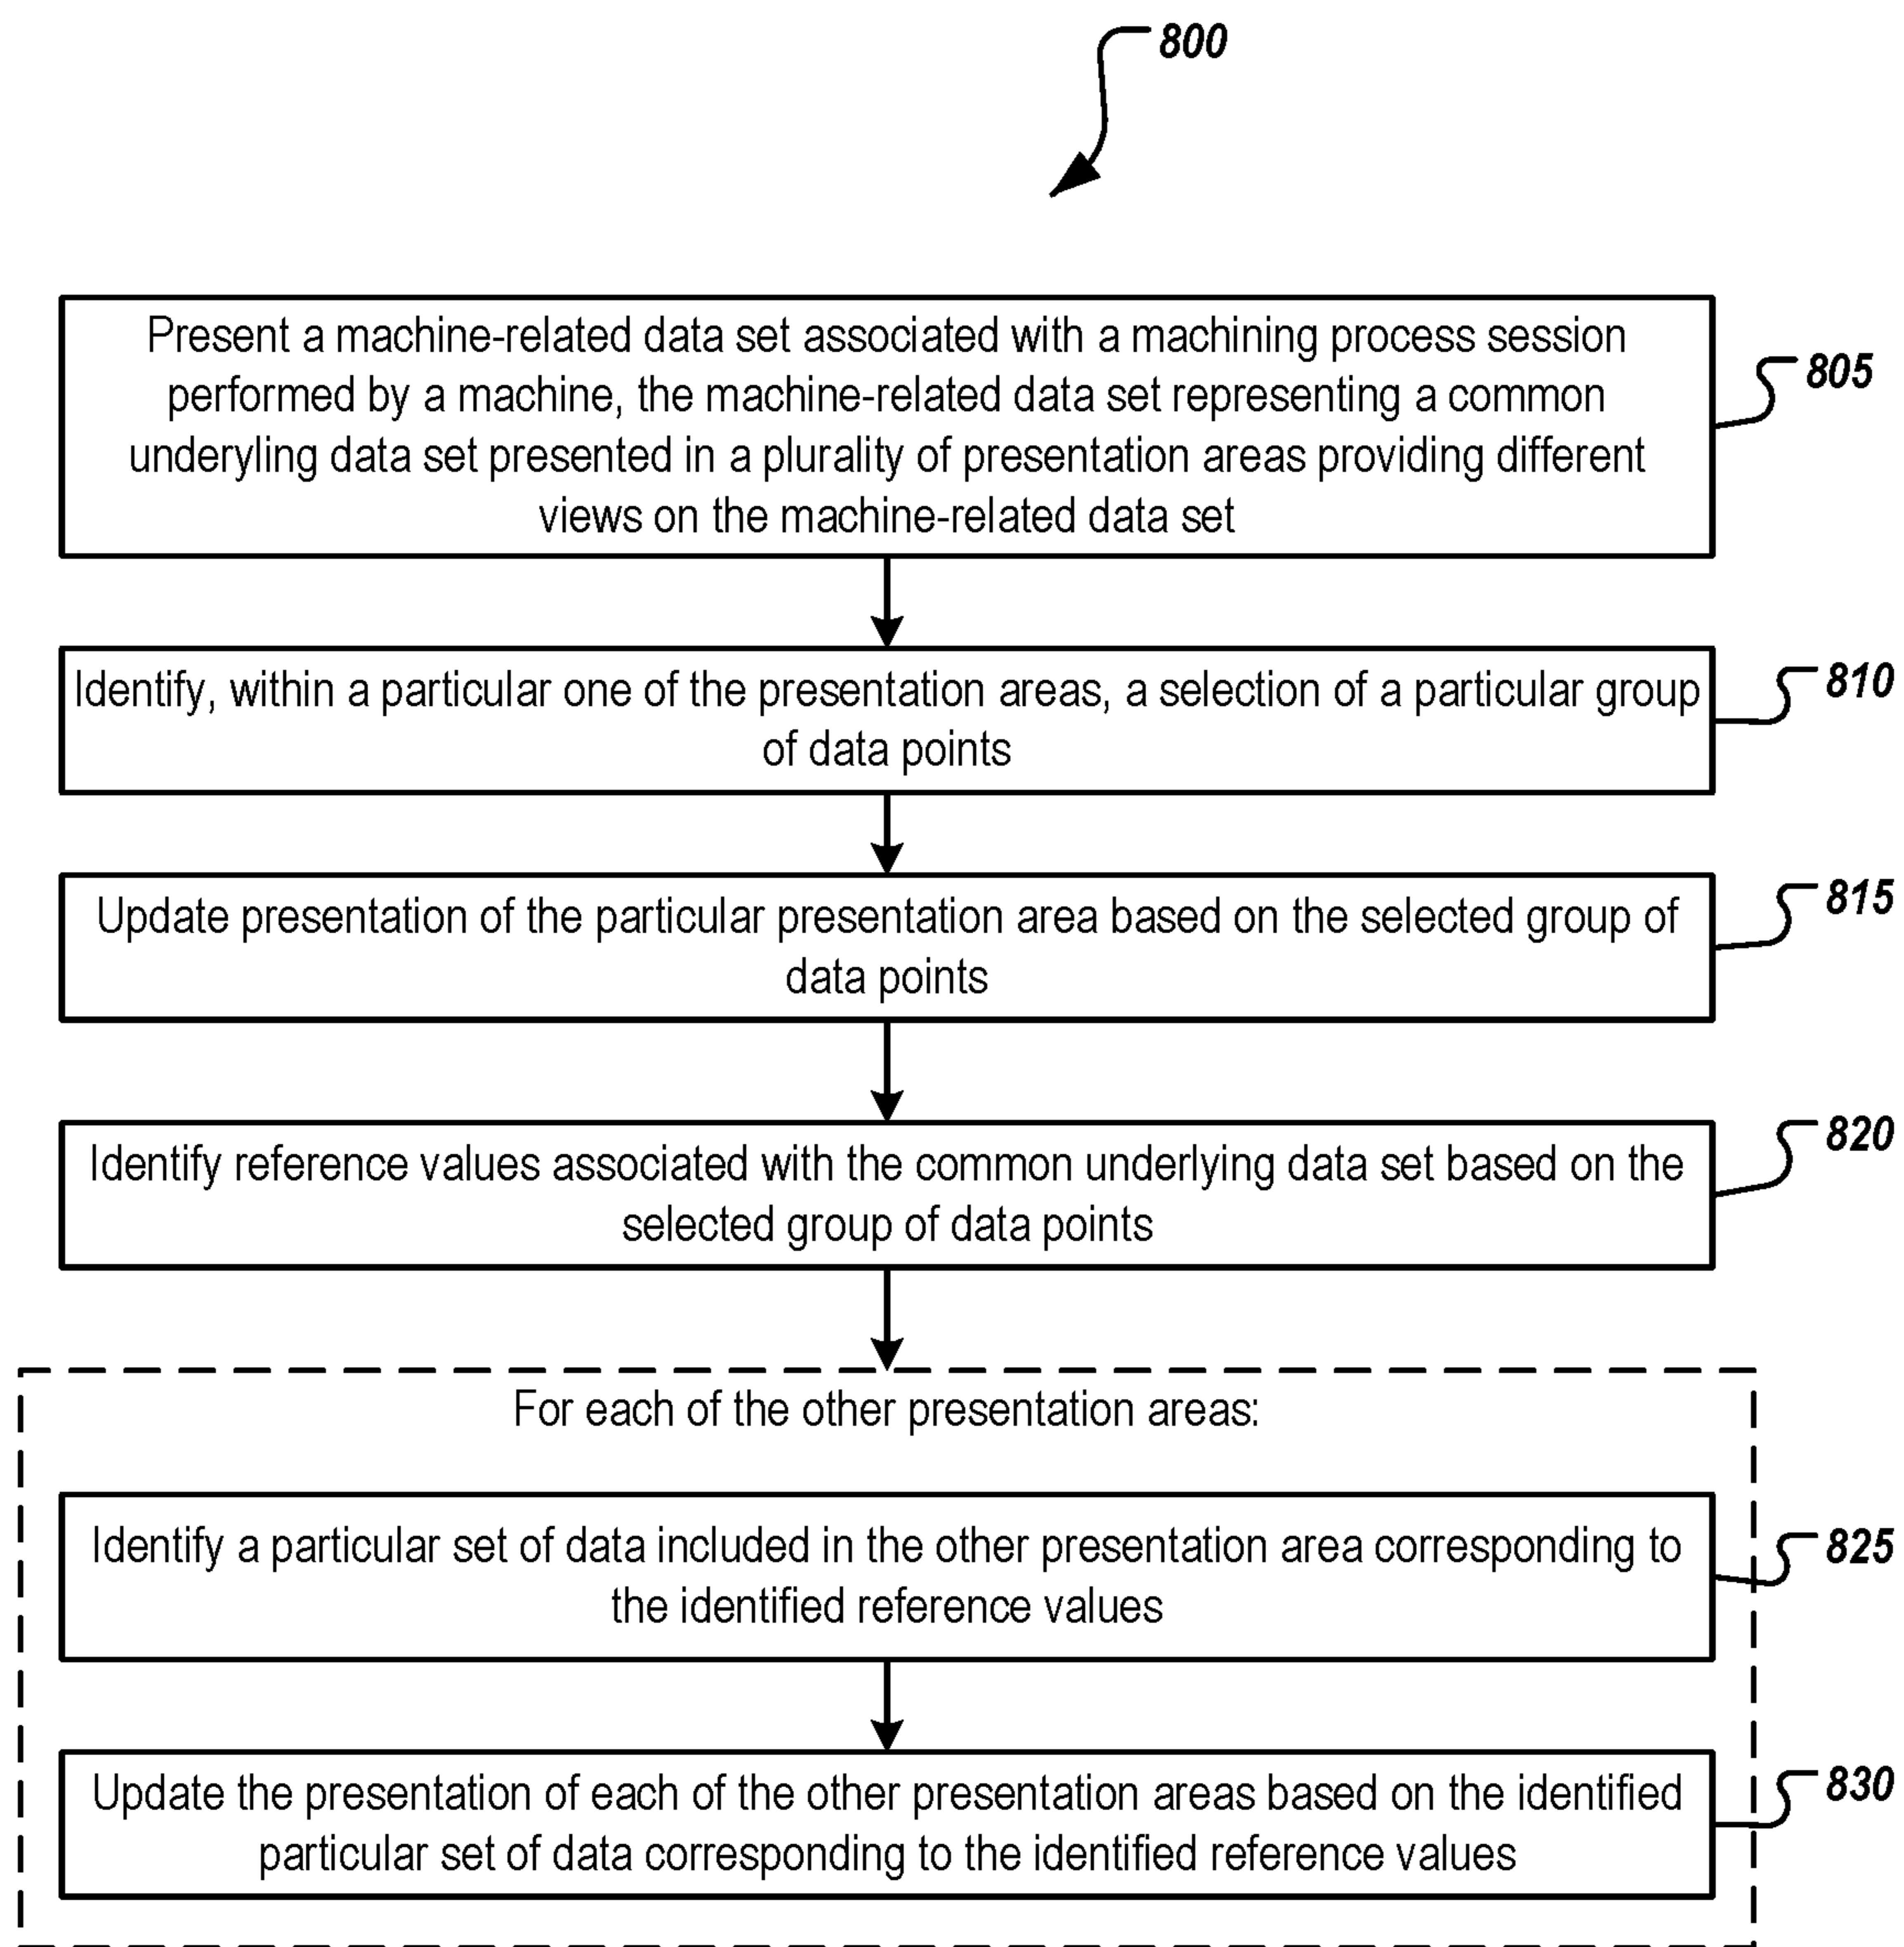 800
Present a machine-related data set associated with a machining process session
performed by a machine, the machine-related data set representing a common
underyling data set presented in a plurality of presentation areas providing different
views on the machine-related data set
805
Identify, within a particular one of the presentation areas, a selection of a particular group
of data points
810
Update presentation of the particular presentation area based on the selected group of
data points
815
Identify reference values associated with the common underlying data set based on the
selected group of data points
820
For each of the other presentation areas:
Identify a particular set of data included in the other presentation area corresponding to
the identified reference values
825
Update the presentation of each of the other presentation areas based on the identified
particular set of data corresponding to the identified reference values
830